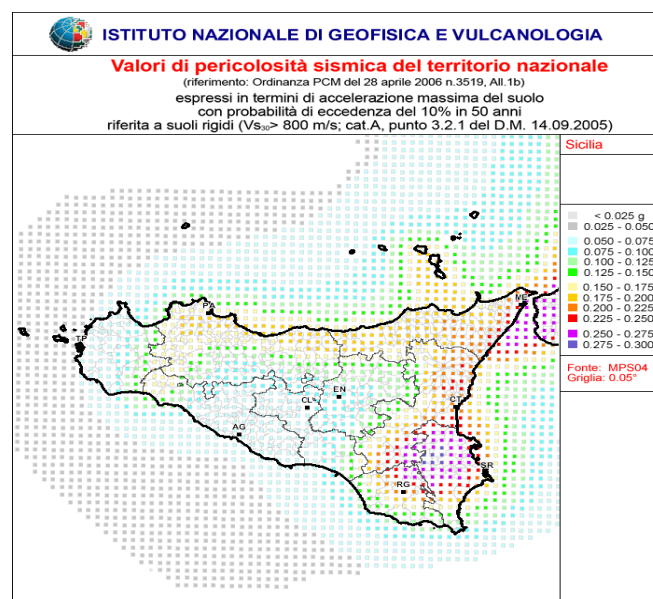 ISTITUTO NAZIONALE DI GEOFISICA E VULCANOLOGIA
Valori di pericolosità sismica del territorio nazionale
(riferimento: Ordinanza PCM del 28 aprile 2006 n.3519, All.1b)
espressi in termini di accelerazione massima del suolo
con probabilità di eccedenza del 10% in 50 anni
riferita a suoli rigidi (Vs30> 800 m/s; cat.A, punto 3.2.1 del D.M. 14.09.2005)
Sicilia
< 0.025 g
0.025 - 0.050
0.050 - 0.075
0.075 - 0.100
0.100 - 0.125
0.125 - 0.150
0.150 - 0.175
0.175 - 0.200
0.200 - 0.225
0.225 - 0.250
0.250 - 0.275
0.275 - 0.300
Fonte: MPS04
Griglia: 0.05°
ME
PA
TP
EN
CL
CT
AG
SR
RG